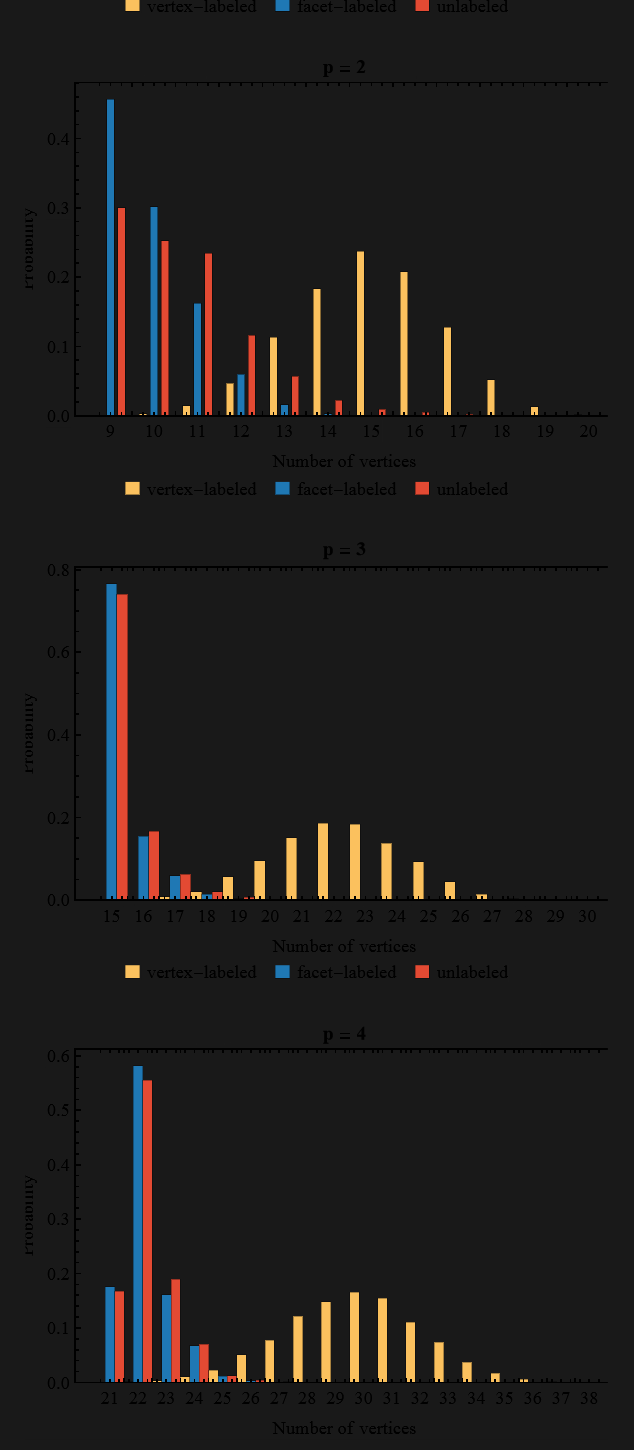 vertex−labeled facet−labeled unlabeled
p = 2
0.4
0.3
0.2
0.1
0.0
Probability
9 10 11 12 13 14 15 16 17 18 19 20
Number of vertices
vertex−labeled facet−labeled unlabeled
p = 3
0.8
0.6
0.4
0.2
0.0
Probability
15 16 17 18 19 20 21 22 23 24 25 26 27 28 29 30
Number of vertices
vertex−labeled facet−labeled unlabeled
p = 4
0.6
0.5
0.4
0.3
0.2
0.1
0.0
Probability
21 22 23 24 25 26 27 28 29 30 31 32 33 34 35 36 37 38
Number of vertices